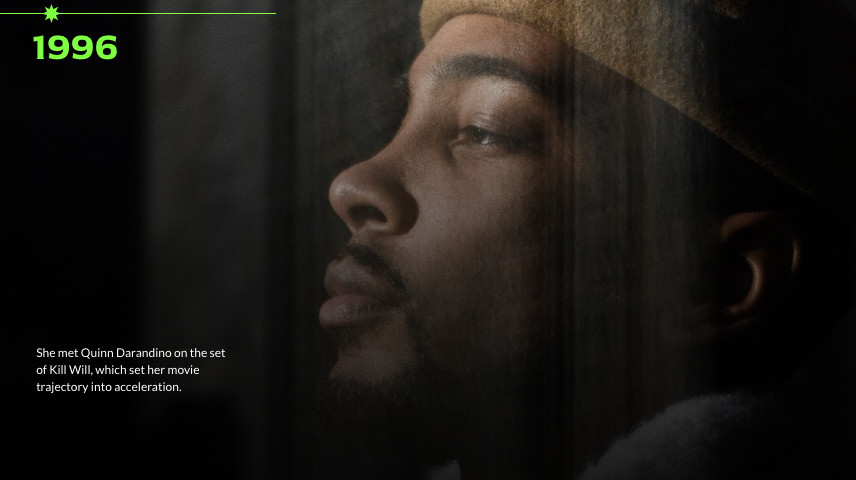 1996
She met Quinn Darandino on the set
of Kill Will, which set her movie
trajectory into acceleration.